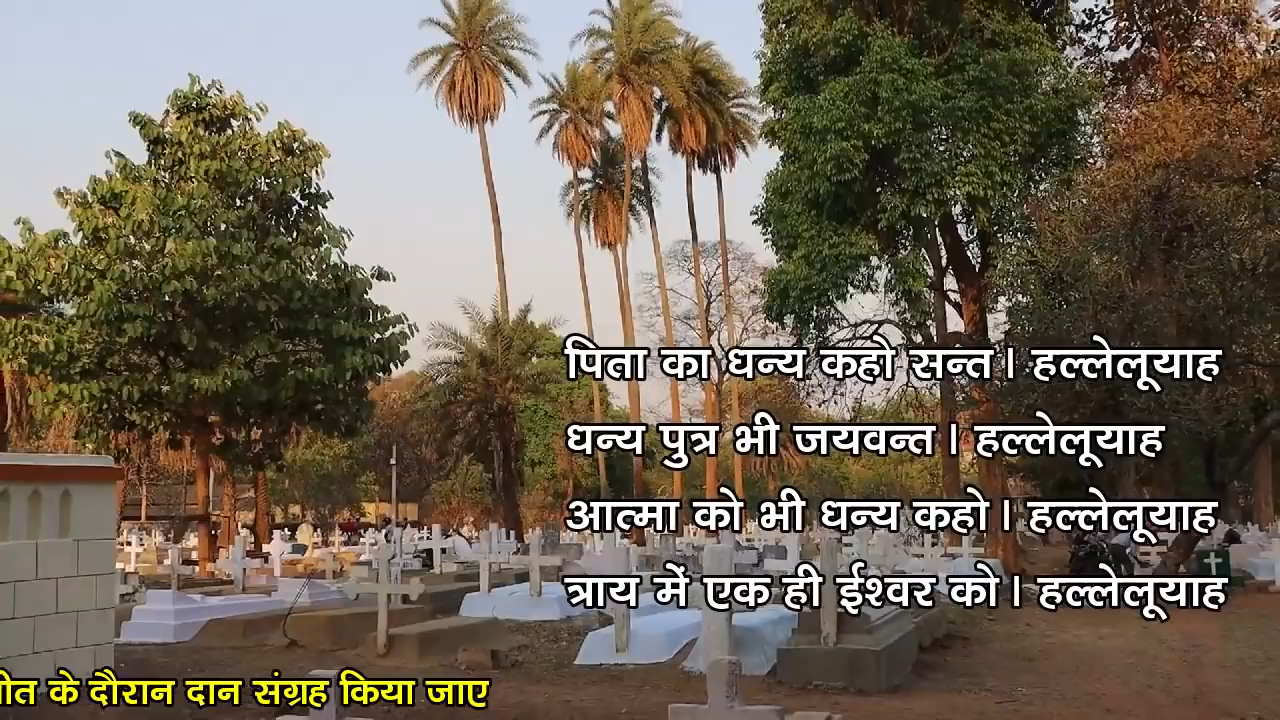 पिता का धन्य कहो सन्त। हल्लेलूयाह
धन्य पुत्र भी जयवन्त। हल्लेलूयाह
आत्मा को भी धन्य कहो। हल्लेलूयाह
त्राय में एक ही ईश्वर को। हल्लेलूयाह
के दौरान दान संग्रह किया जाए